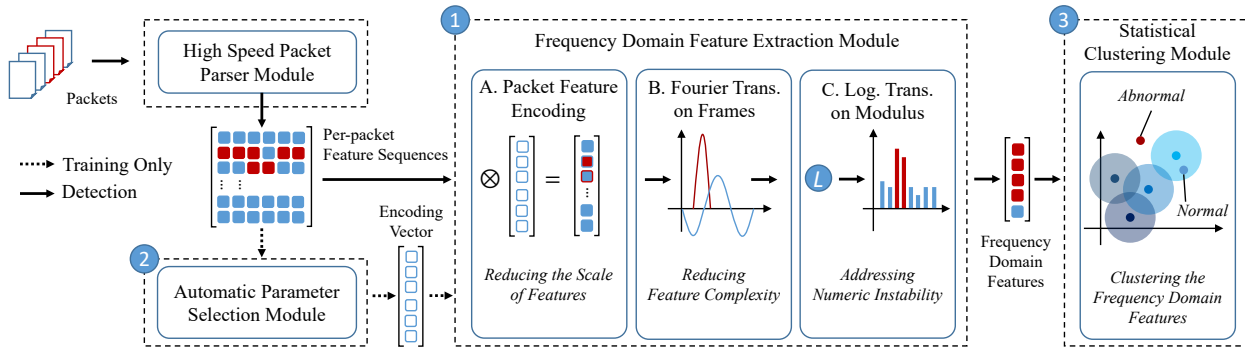 Packets
High Speed Packet
Parser Module
Training Only
Detection
Per-packet
Feature Sequences
2
Automatic Parameter
Selection Module
Encoding
Vector
1
Frequency Domain Feature Extraction Module
A. Packet Feature
Encoding
⊗
=
Reducing the Scale
of Features
B. Fourier Trans.
on Frames
Reducing
Feature Complexity
C. Log. Trans.
on Modulus
L
Addressing
Numeric Instability
Frequency
Domain
Features
3
Statistical
Clustering Module
Abnormal
Normal
Clustering the
Frequency Domain
Features